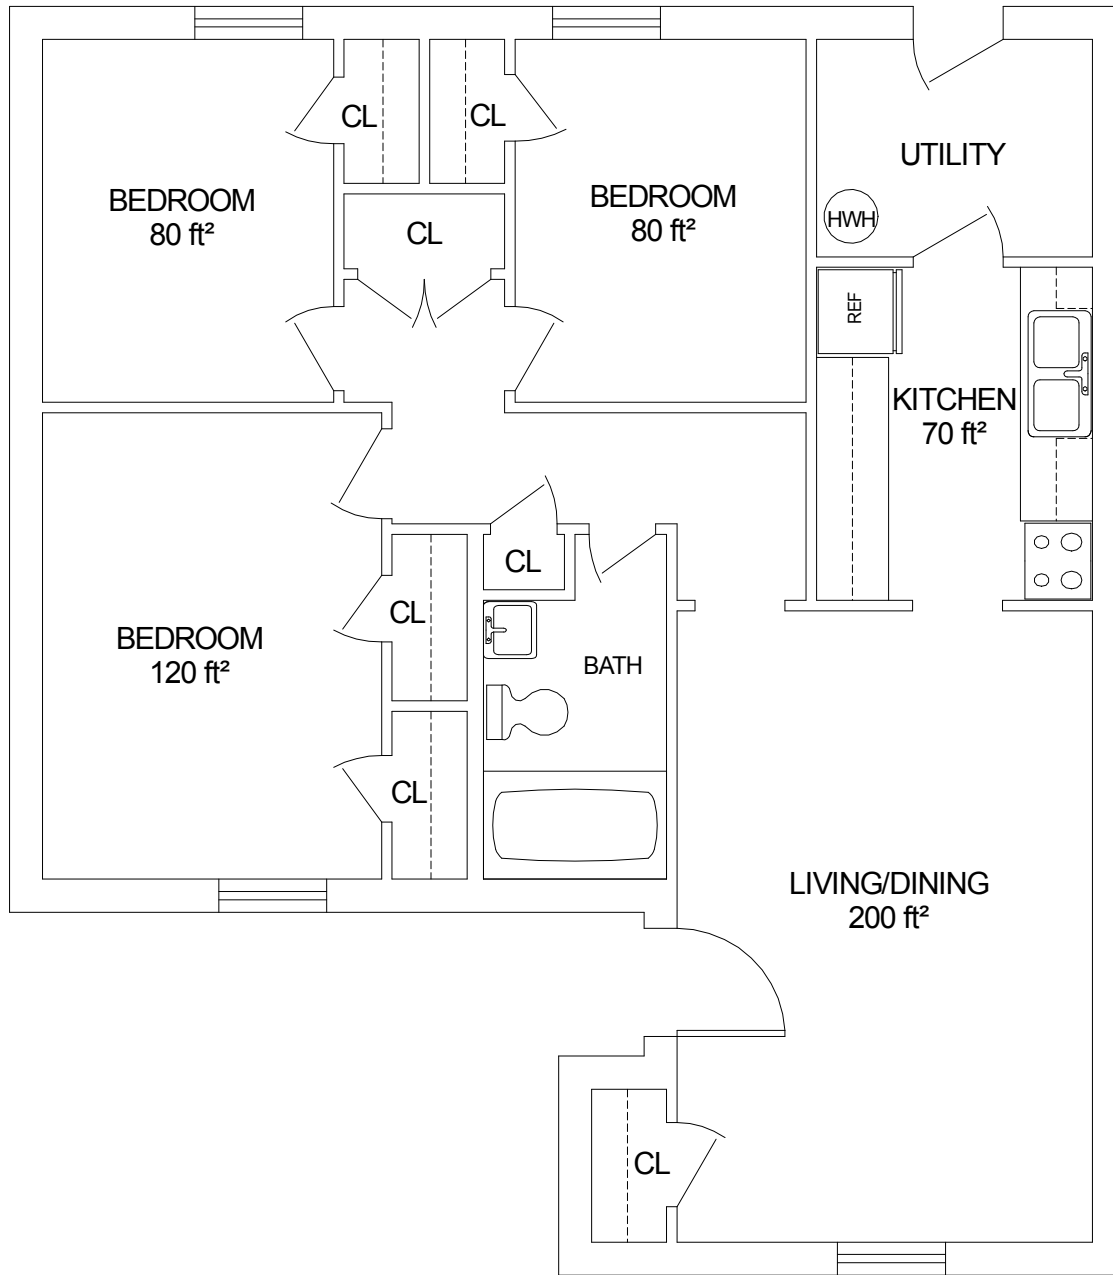 CL
CL
BEDROOM
80 ft²
CL
BEDROOM
80 ft²
UTILITY
HWH
REF
KITCHEN
70 ft²
CL
BEDROOM
120 ft²
CL
BATH
CL
LIVING/DINING
200 ft²
CL